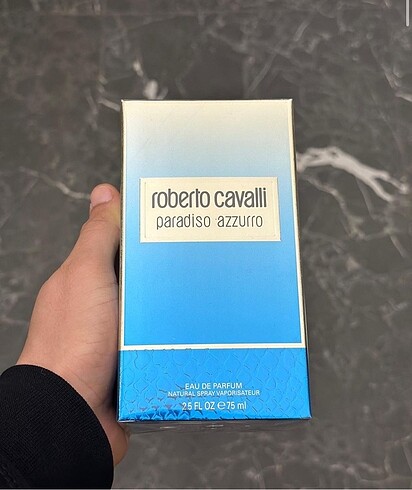 roberto cavalli
paradiso azzurro
EAU DE PARFUM
NATURAL SPRAY VAPORISATEUR
2.5 FL OZ ℮ 75 ml